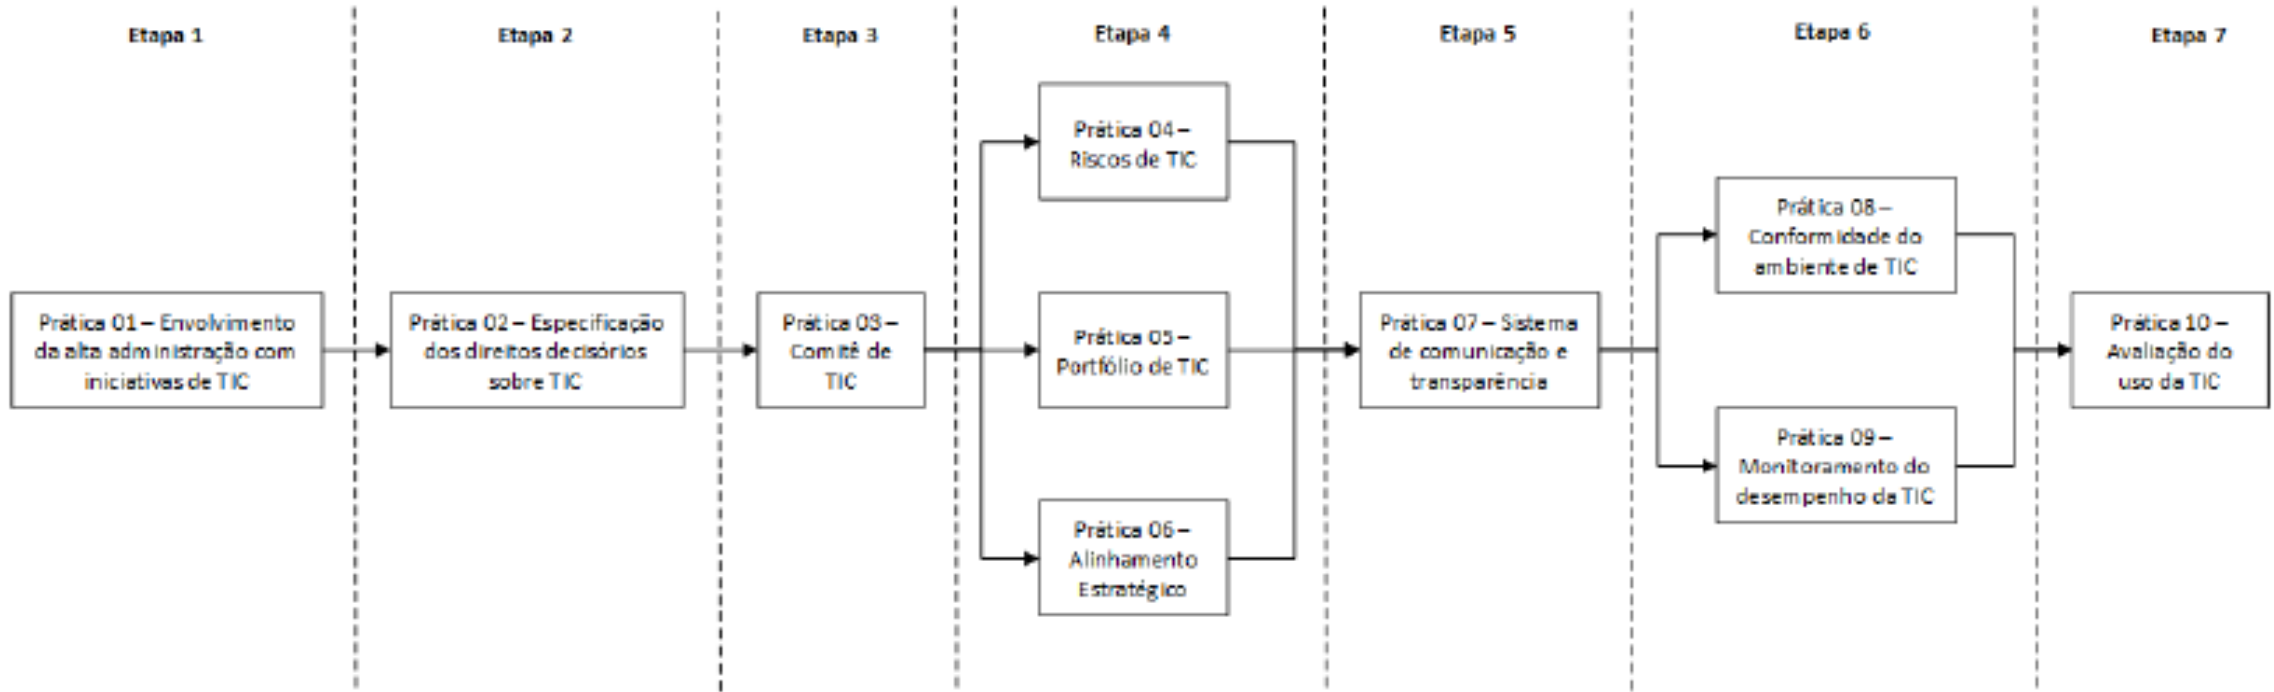 Etapa 1
Etapa 2
Etapa 3
Etapa 4
Etapa 5
Etapa 6
Etapa 7
Prática 01 – Envolvimento
da alta administração com
iniciativas de TIC
Prática 02 – Especificação
dos direitos decisórios
sobre TIC
Prática 03 –
Comitê de
TIC
Prática 04 –
Riscos de TIC
Prática 05 –
Portfólio de TIC
Prática 06 –
Alinhamento
Estratégico
Prática 07 – Sistema
de comunicação e
transparência
Prática 08 –
Conformidade do
ambiente de TIC
Prática 09 –
Monitoramento do
desempenho da TIC
Prática 10 –
Avaliação do
uso da TIC